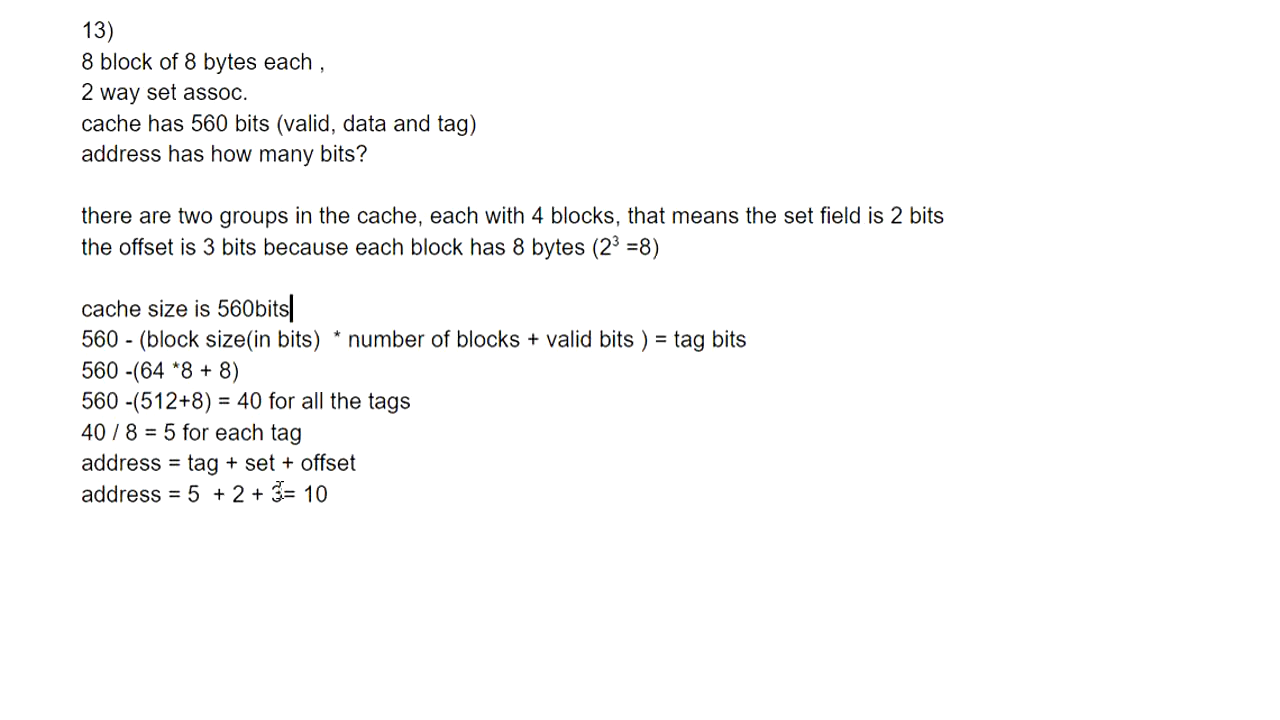 13)
8 block of 8 bytes each ,
2 way set assoc.
cache has 560 bits (valid, data and tag)
address has how many bits?
there are two groups in the cache, each with 4 blocks, that means the set field is 2 bits
the offset is 3 bits because each block has 8 bytes (2³ =8)
cache size is 560bits
560 - (block size(in bits)  * number of blocks + valid bits ) = tag bits
560 -(64 *8 + 8)
560 -(512+8) = 40 for all the tags
40 / 8 = 5 for each tag
address = tag + set + offset
address = 5  + 2 + 3= 10